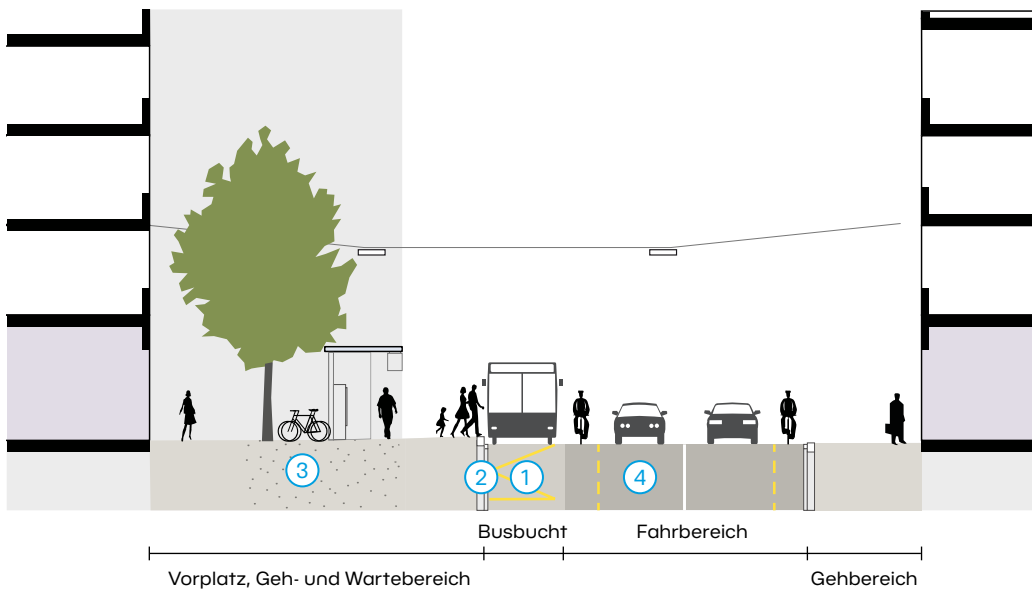 3
2
1
4
Busbucht
Fahrbereich
Vorplatz, Geh- und Wartebereich
Gehbereich